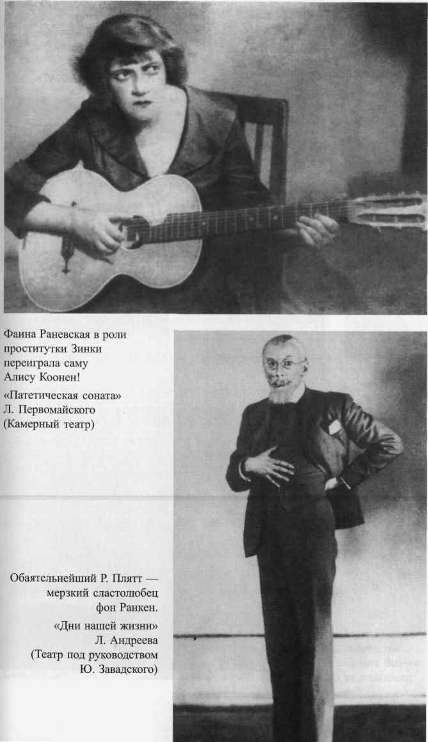 Фаина Раневская в роли
проститутки Зинки
переиграла саму
Алису Коонен!
«Патетическая соната»
Л. Первомайского
(Камерный театр)
Обаятельнейший Р. Плятт —
мерзкий сластолюбец
фон Ранкен.
«Дни нашей жизни»
Л. Андреева
(Театр под руководством
Ю. Завадского)